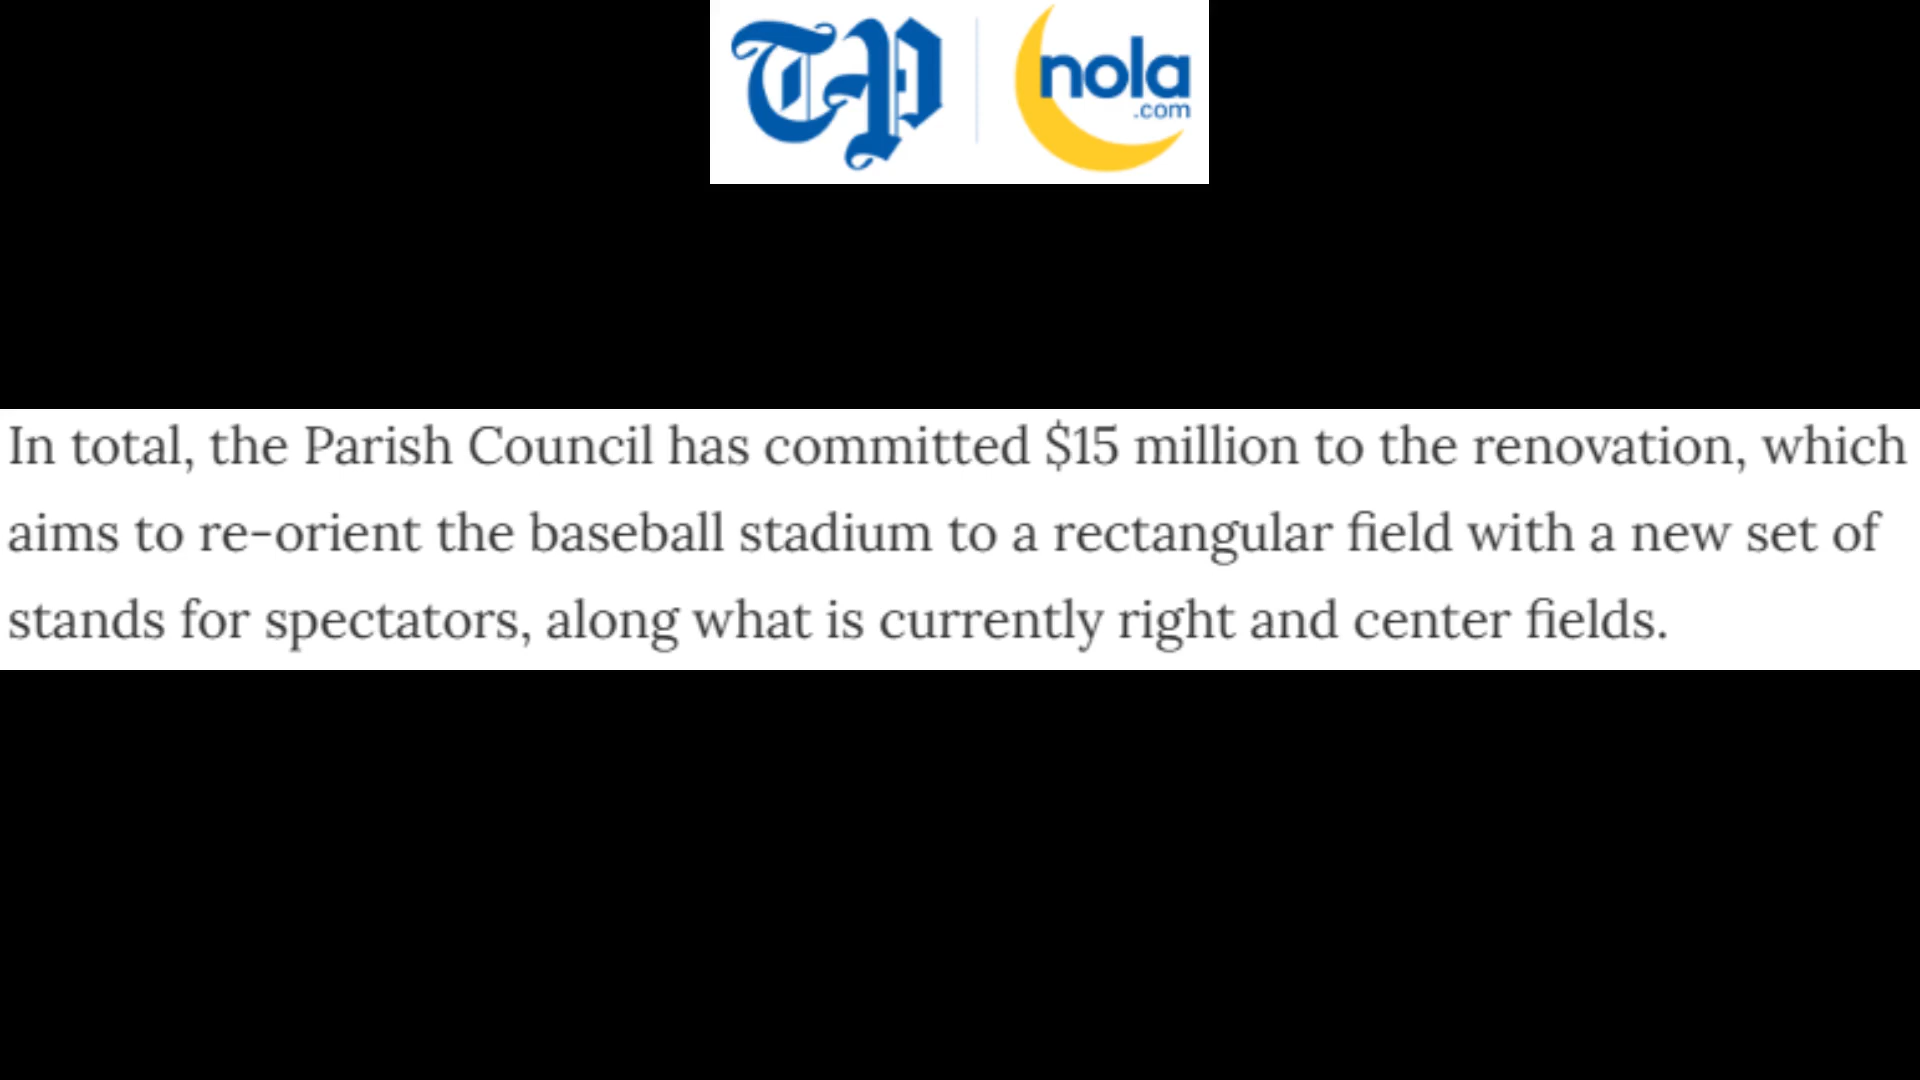 TP
nola
.com
In total, the Parish Council has committed $15 million to the renovation, which
aims to re-orient the baseball stadium to a rectangular field with a new set of
stands for spectators, along what is currently right and center fields.